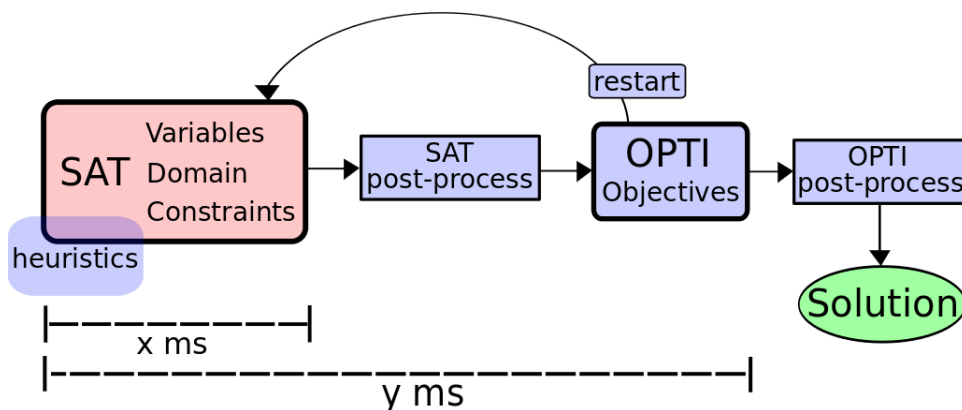 restart
SAT
Variables
Domain
Constraints
heuristics
SAT
post-process
OPTI
Objectives
OPTI
post-process
Solution
x ms
y ms